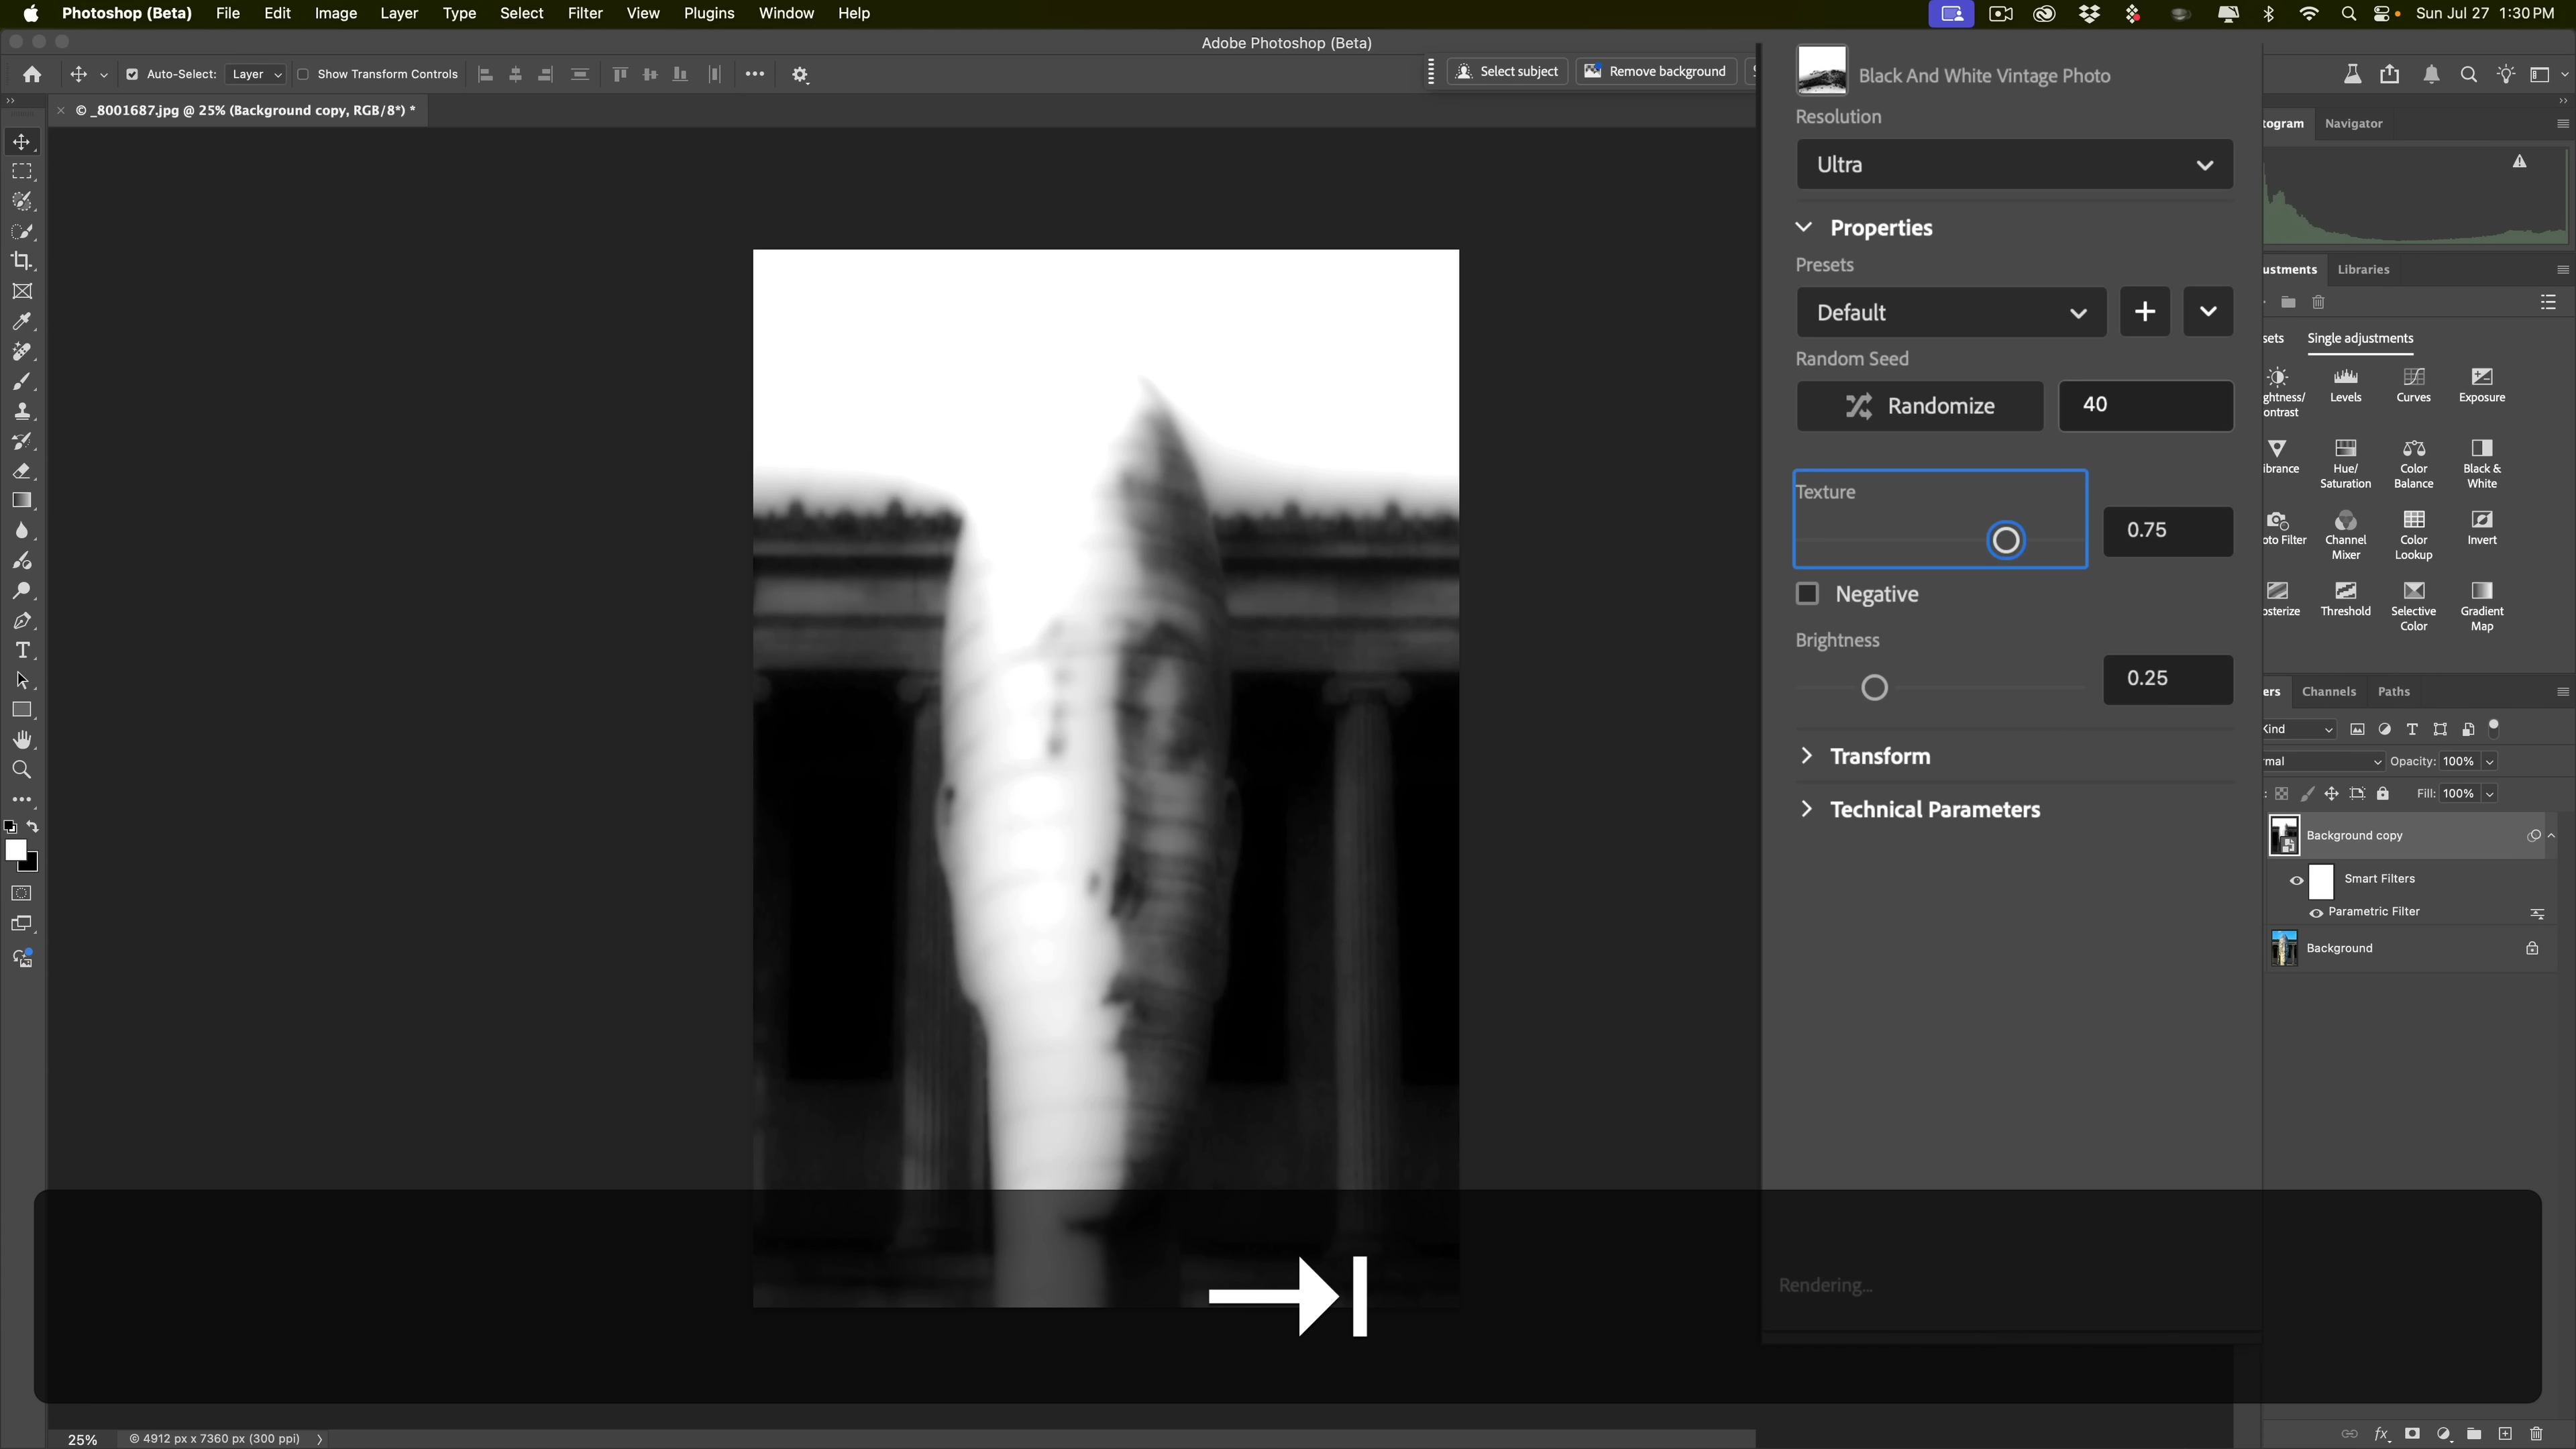 Photoshop (Beta) File Edit Image Layer Type Select Filter View Plugins Window Help Sun Jul 27 1:30 PM
Adobe Photoshop (Beta)
Auto-Select: Layer Show Transform Controls
Select subject Remove background
© _8001687.jpg @ 25% (Background copy, RGB/8*) *
Black And White Vintage Photo
Resolution
Ultra
Properties
Presets
Default
Random Seed
Randomize 40
Texture
0.75
Negative
Brightness
0.25
Transform
Technical Parameters
Rendering...
togram Navigator
ustments Libraries
sets Single adjustments
ghtness/
ontrast
Levels
Curves
Exposure
ibrance
Hue/
Saturation
Color
Balance
Black &
White
oto Filter
Channel
Mixer
Color
Lookup
Invert
osterize
Threshold
Selective
Color
Gradient
Map
ers Channels Paths
Kind
rmal Opacity: 100%
: Fill: 100%
Background copy
Smart Filters
Parametric Filter
Background
25% © 4912 px x 7360 px (300 ppi)
fx